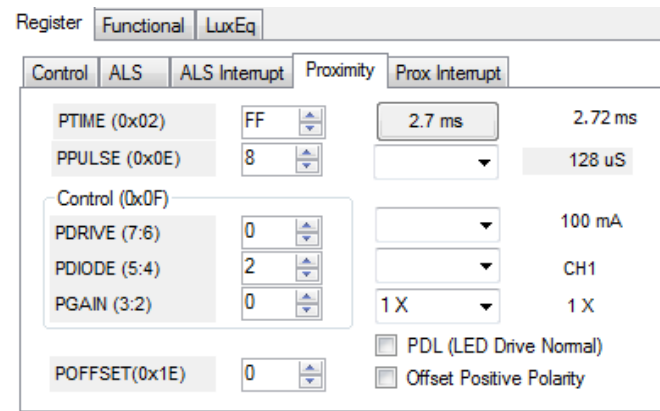 Register Functional LuxEq
Control ALS ALS Interrupt Proximity Prox Interrupt
PTIME (0x02) FF 2.7 ms 2.72 ms
PPULSE (0x0E) 8 128 uS
Control (0x0F)
PDRIVE (7:6) 0 100 mA
PDIODE (5:4) 2 CH1
PGAIN (3:2) 0 1 X 1 X
PDL (LED Drive Normal)
POFFSET(0x1E) 0 Offset Positive Polarity